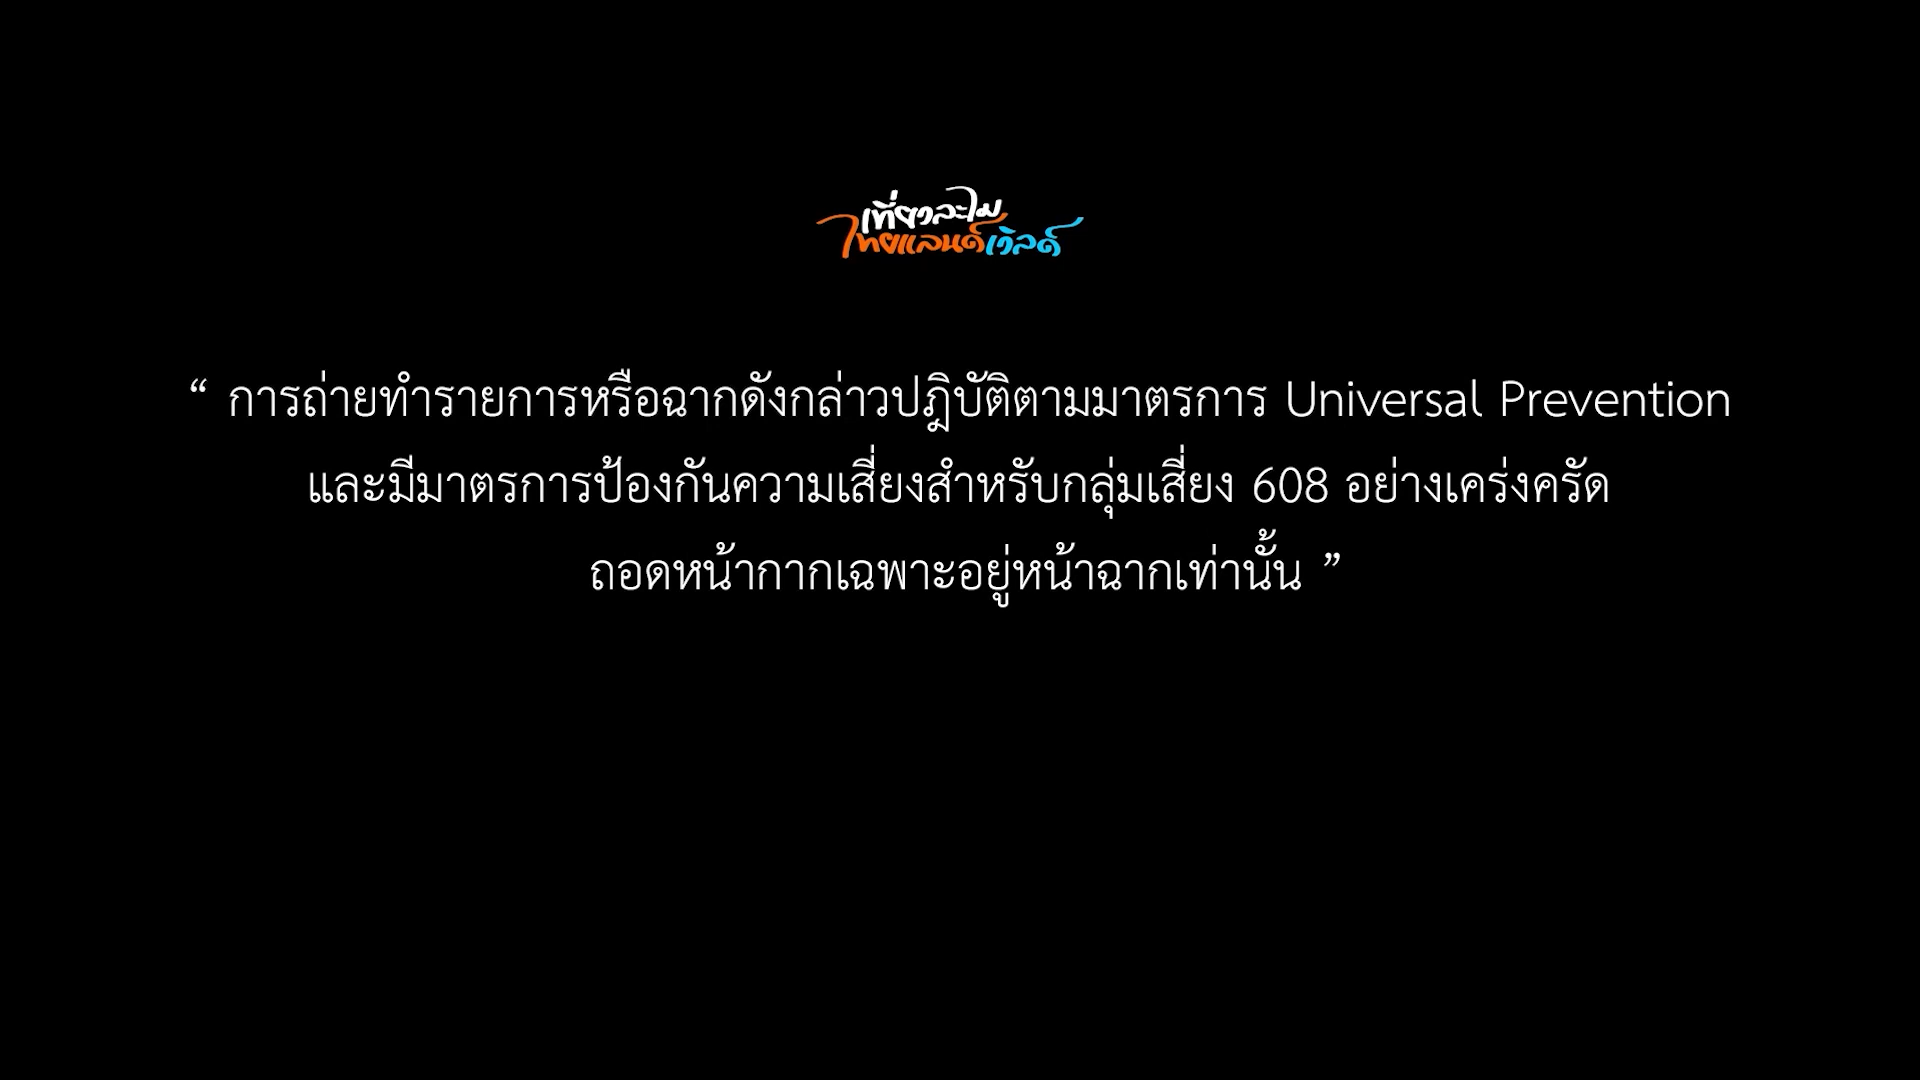 เที่ยวละไม
ไทยแลนด์เวิลด์
“ การถ่ายทำรายการหรือฉากดังกล่าวปฎิบัติตามมาตรการ Universal Prevention
และมีมาตรการป้องกันความเสี่ยงสำหรับกลุ่มเสี่ยง 608 อย่างเคร่งครัด
ถอดหน้ากากเฉพาะอยู่หน้าฉากเท่านั้น ”